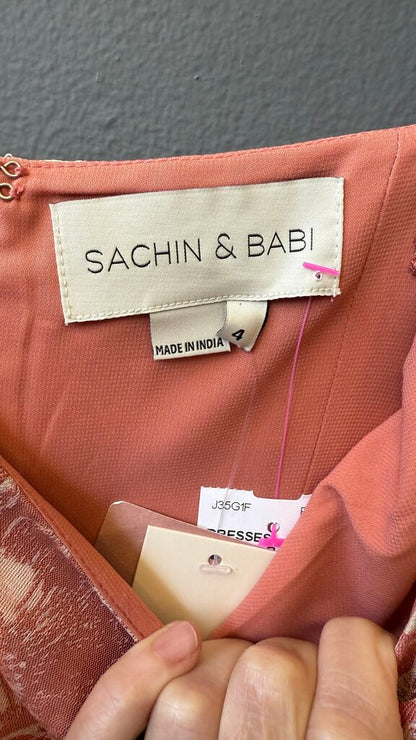 SACHIN & BABI
4
MADE IN INDIA
J35G1F
DRESSES